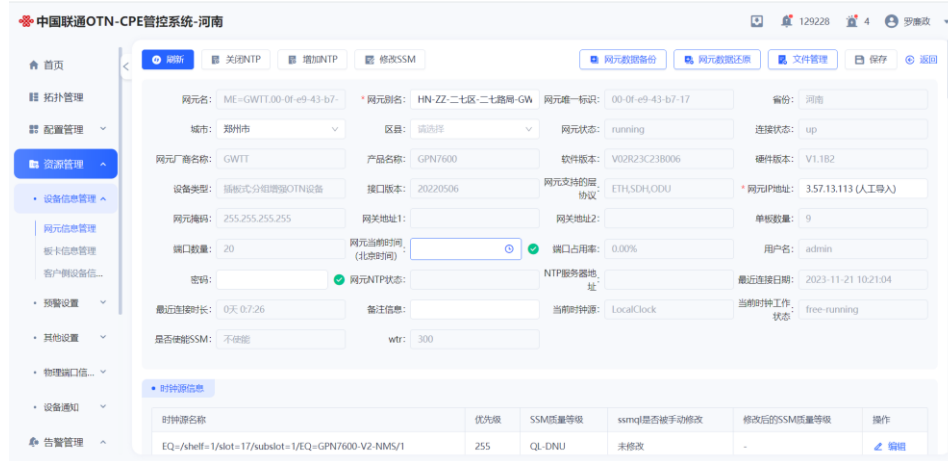 中国联通OTN-CPE管控系统-河南 129228 4 罗廉政
首页 刷新 关闭NTP 增加NTP 修改SSM 网元数据备份 网元数据还原 文件管理 保存 返回
拓扑管理
配置管理
资源管理
设备信息管理
网元信息管理
板卡信息管理
客户侧设备信...
预警设置
其他设置
物理端口信...
设备通知
告警管理
网元名: ME=GWTT.00-0f-e9-43-b7- * 网元别名: HN-ZZ-二七区-二七路局-GW 网元唯一标识: 00-0f-e9-43-b7-17 省份: 河南
城市: 郑州市 区县: 请选择 网元状态: running 连接状态: up
网元厂商名称: GWTT 产品名称: GPN7600 软件版本: V02R23C23B006 硬件版本: V1.1B2
设备类型: 插板式分组增强OTN设备 接口版本: 20220506 网元支持的层协议: ETH,SDH,ODU * 网元IP地址: 3.57.13.113 (人工导入)
网元掩码: 255.255.255.255 网关地址1: 网关地址2: 单板数量: 9
端口数量: 20 网元当前时间(北京时间): 端口占用率: 0.00% 用户名: admin
密码: 网元NTP状态: NTP服务器地址: 最近连接日期: 2023-11-21 10:21:04
最近连接时长: 0天 0:7:26 备注信息: 当前时钟源: LocalClock 当前时钟工作状态: free-running
是否使能SSM: 不使能 wtr: 300
时钟源信息
时钟源名称 优先级 SSM质量等级 ssmql是否被手动修改 修改后的SSM质量等级 操作
EQ=/shelf=1/slot=17/subslot=1/EQ=GPN7600-V2-NMS/1 255 QL-DNU 未修改 - 编辑